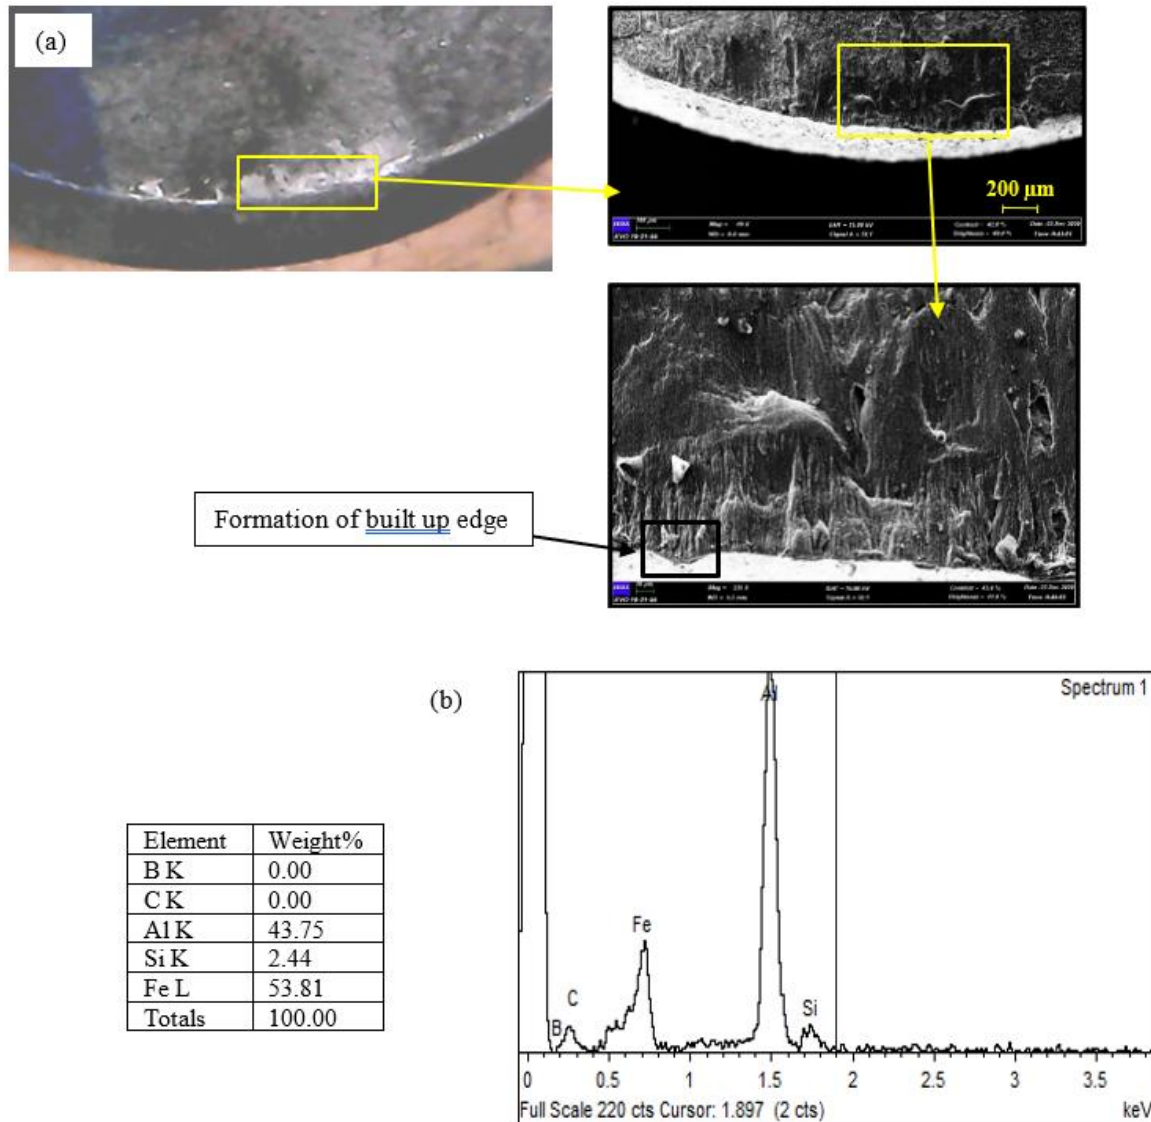 (a)
200 µm
Formation of built up edge
(b)
Element Weight%
B K 0.00
C K 0.00
Al K 43.75
Si K 2.44
Fe L 53.81
Totals 100.00
Spectrum 1
Al
Fe
C
B
Si
0 0.5 1 1.5 2 2.5 3 3.5
Full Scale 220 cts Cursor: 1.897 (2 cts) keV